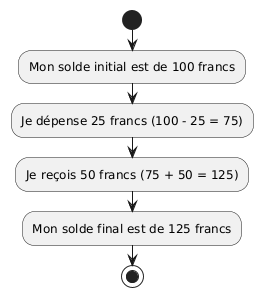 Mon solde initial est de 100 francs
Je dépense 25 francs (100 - 25 = 75)
Je reçois 50 francs (75 + 50 = 125)
Mon solde final est de 125 francs